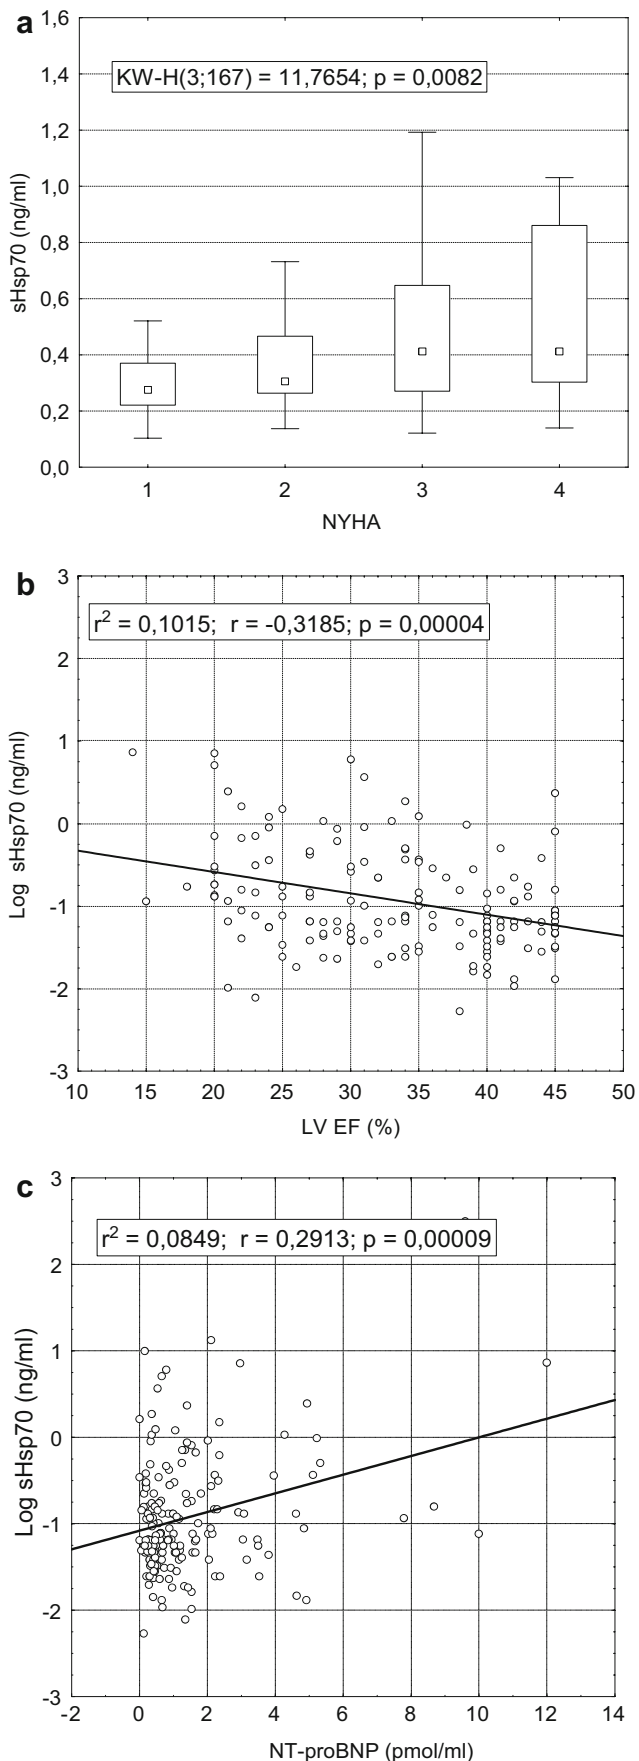 a
1,6
KW-H(3;167) = 11,7654; p = 0,0082
1,4
1,2
1,0
0,8
0,6
0,4
0,2
0,0
sHsp70 (ng/ml)
1 2 3 4
NYHA
b
3
r² = 0,1015; r = -0,3185; p = 0,00004
2
1
0
-1
-2
-3
Log sHsp70 (ng/ml)
10 15 20 25 30 35 40 45 50
LV EF (%)
c
3
r² = 0,0849; r = 0,2913; p = 0,00009
2
1
0
-1
-2
-3
Log sHsp70 (ng/ml)
-2 0 2 4 6 8 10 12 14
NT-proBNP (pmol/ml)